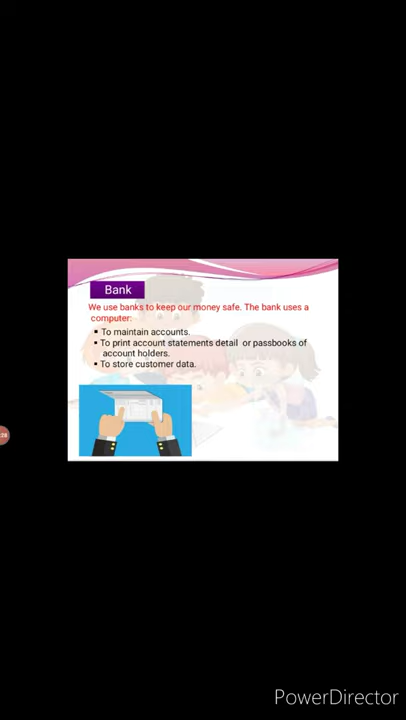 Bank
We use banks to keep our money safe. The bank uses a
computer:
▪ To maintain accounts.
▪ To print account statements detail or passbooks of
account holders.
▪ To store customer data.
PowerDirector